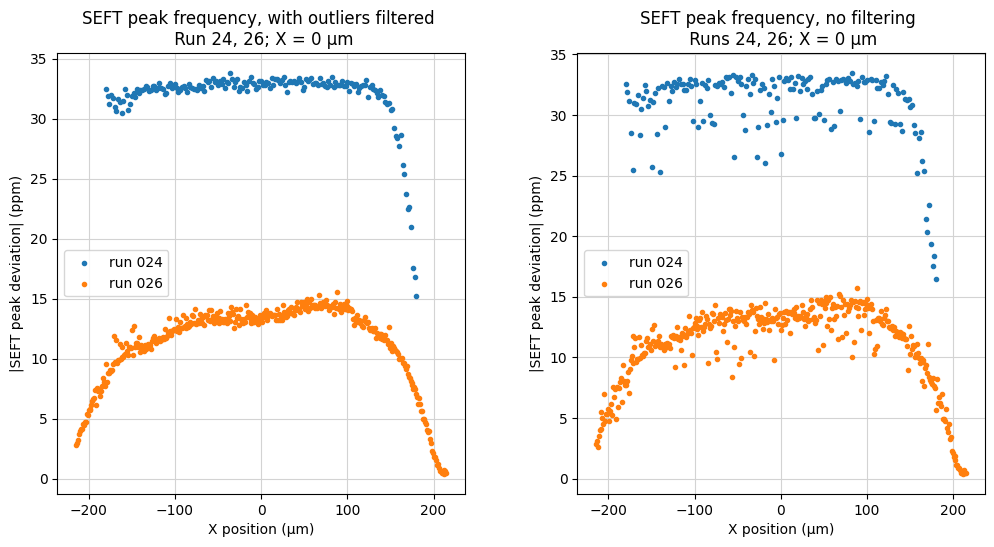 SEFT peak frequency, with outliers filtered
Run 24, 26; X = 0 µm
35
30
25
20
15
10
5
0
|SEFT peak deviation| (ppm)
run 024
run 026
−200
−100
0
100
200
X position (µm)
SEFT peak frequency, no filtering
Runs 24, 26; X = 0 µm
35
30
25
20
15
10
5
0
|SEFT peak deviation| (ppm)
run 024
run 026
−200
−100
0
100
200
X position (µm)